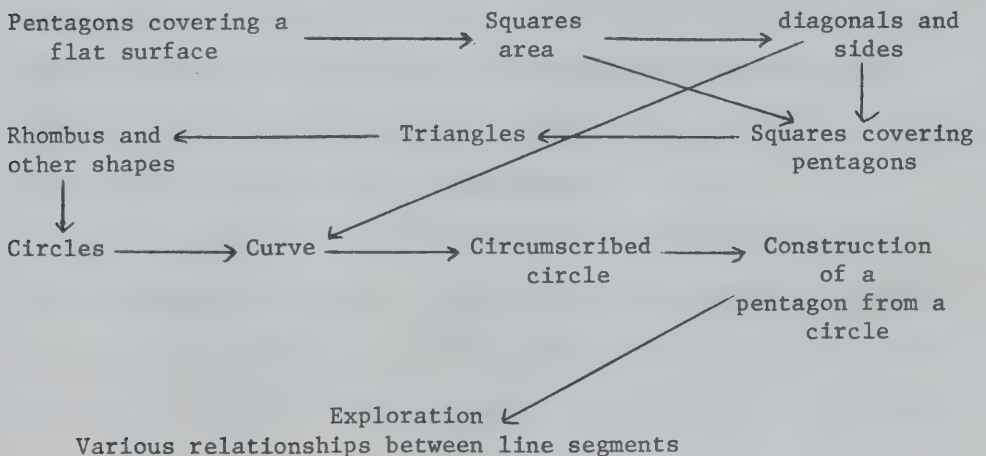 Pentagons covering a
flat surface
Squares
area
diagonals and
sides
Rhombus and
other shapes
Triangles
Squares covering
pentagons
Circles
Curve
Circumscribed
circle
Construction
of a
pentagon from a
circle
Exploration
Various relationships between line segments